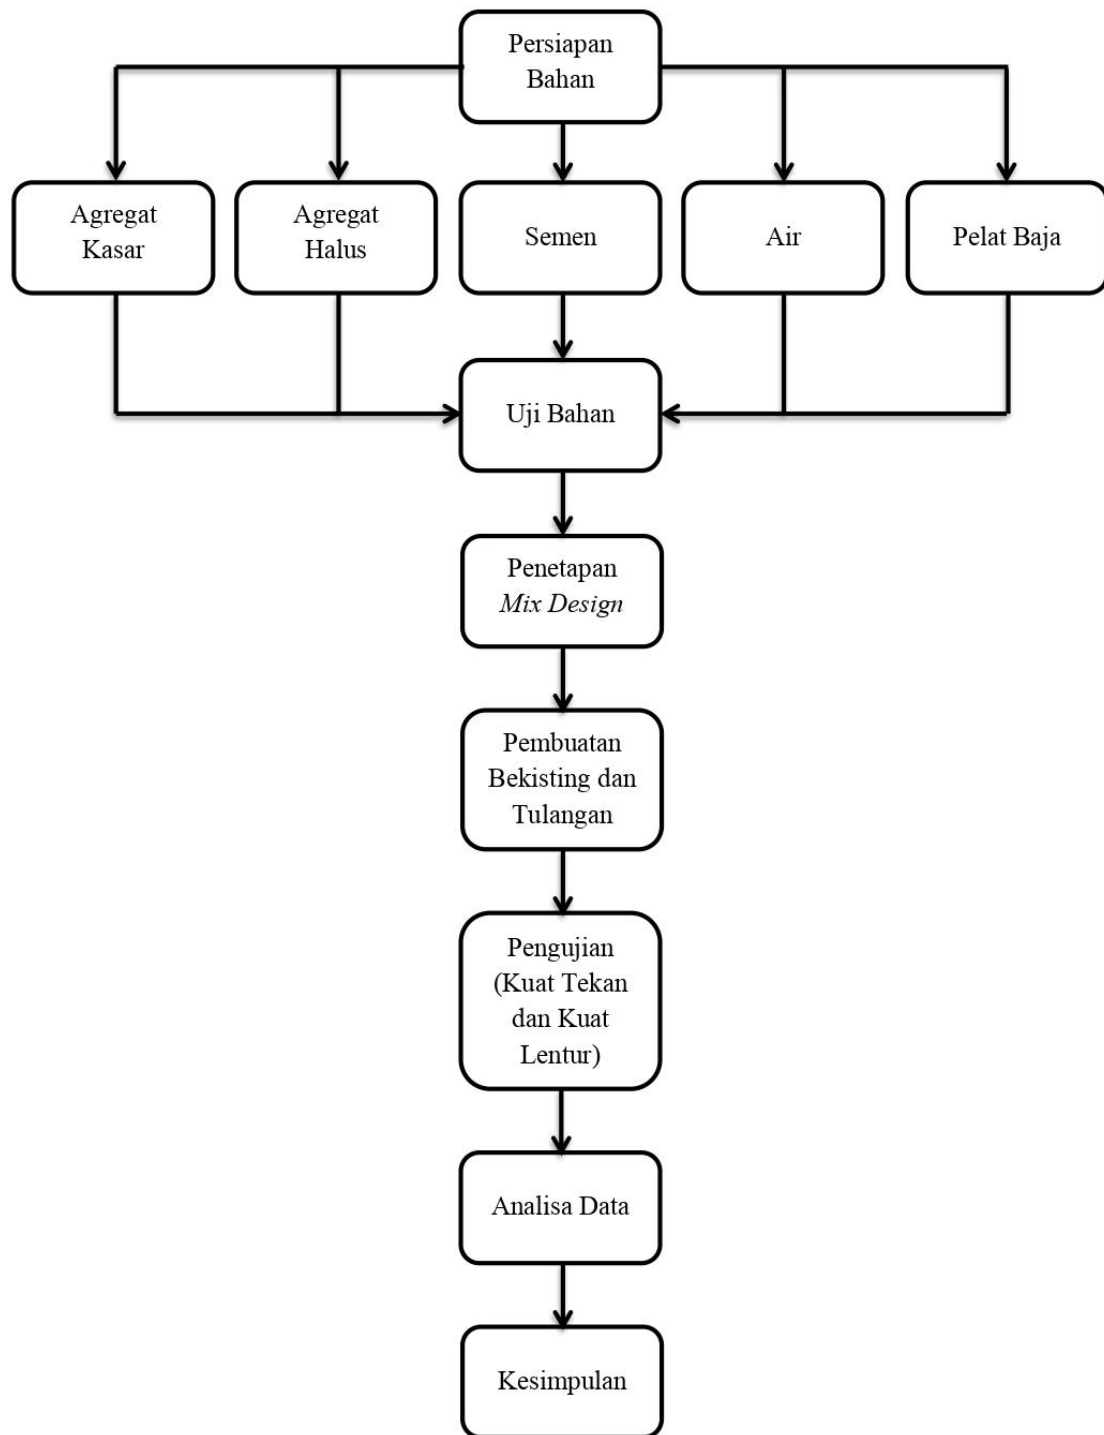 Persiapan
Bahan
Agregat
Kasar
Agregat
Halus
Semen
Air
Pelat Baja
Uji Bahan
Penetapan
Mix Design
Pembuatan
Bekisting dan
Tulangan
Pengujian
(Kuat Tekan
dan Kuat
Lentur)
Analisa Data
Kesimpulan